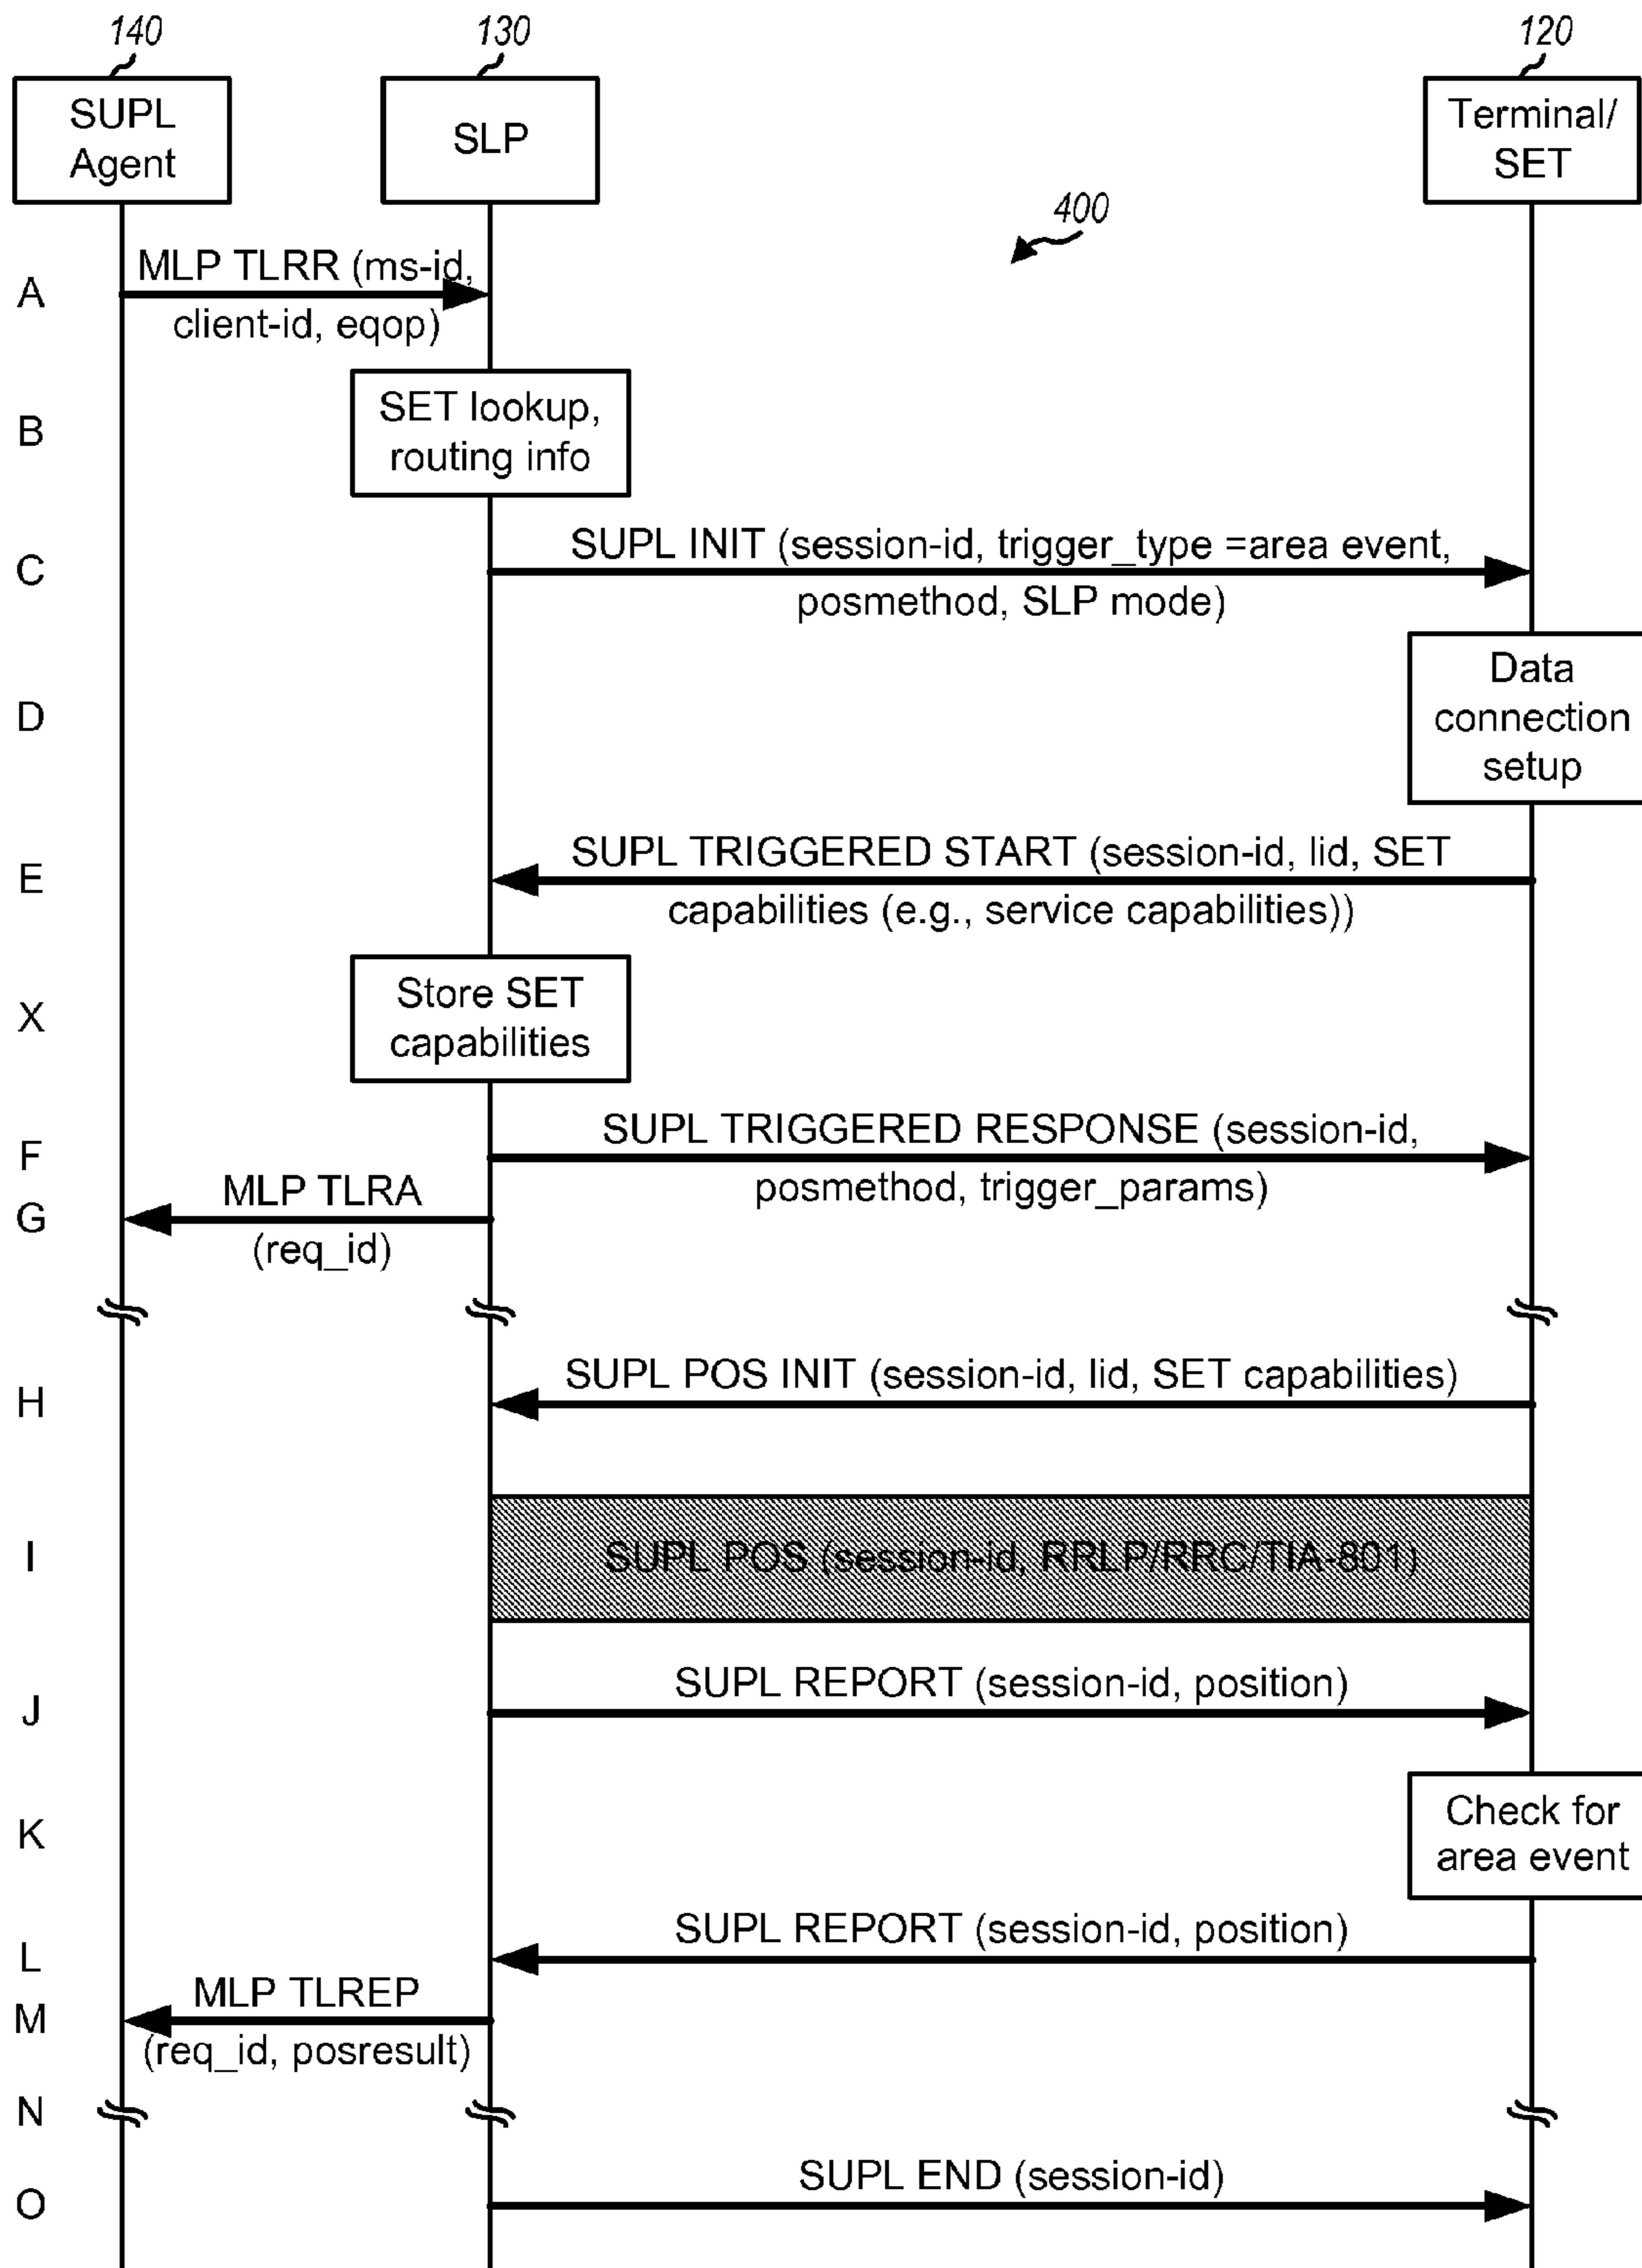 140
130
120
SUPL
Agent
SLP
Terminal/
SET
400
A
MLP TLRR (ms-id,
client-id, eqop)
B
SET lookup,
routing info
C
SUPL INIT (session-id, trigger_type =area event,
posmethod, SLP mode)
D
Data
connection
setup
E
SUPL TRIGGERED START (session-id, lid, SET
capabilities (e.g., service capabilities))
X
Store SET
capabilities
F
SUPL TRIGGERED RESPONSE (session-id,
posmethod, trigger_params)
G
MLP TLRA
(req_id)
H
SUPL POS INIT (session-id, lid, SET capabilities)
I
SUPL POS (session-id, RRLP/RRC/TIA-801)
J
SUPL REPORT (session-id, position)
K
Check for
area event
L
SUPL REPORT (session-id, position)
M
MLP TLREP
(req_id, posresult)
N
O
SUPL END (session-id)